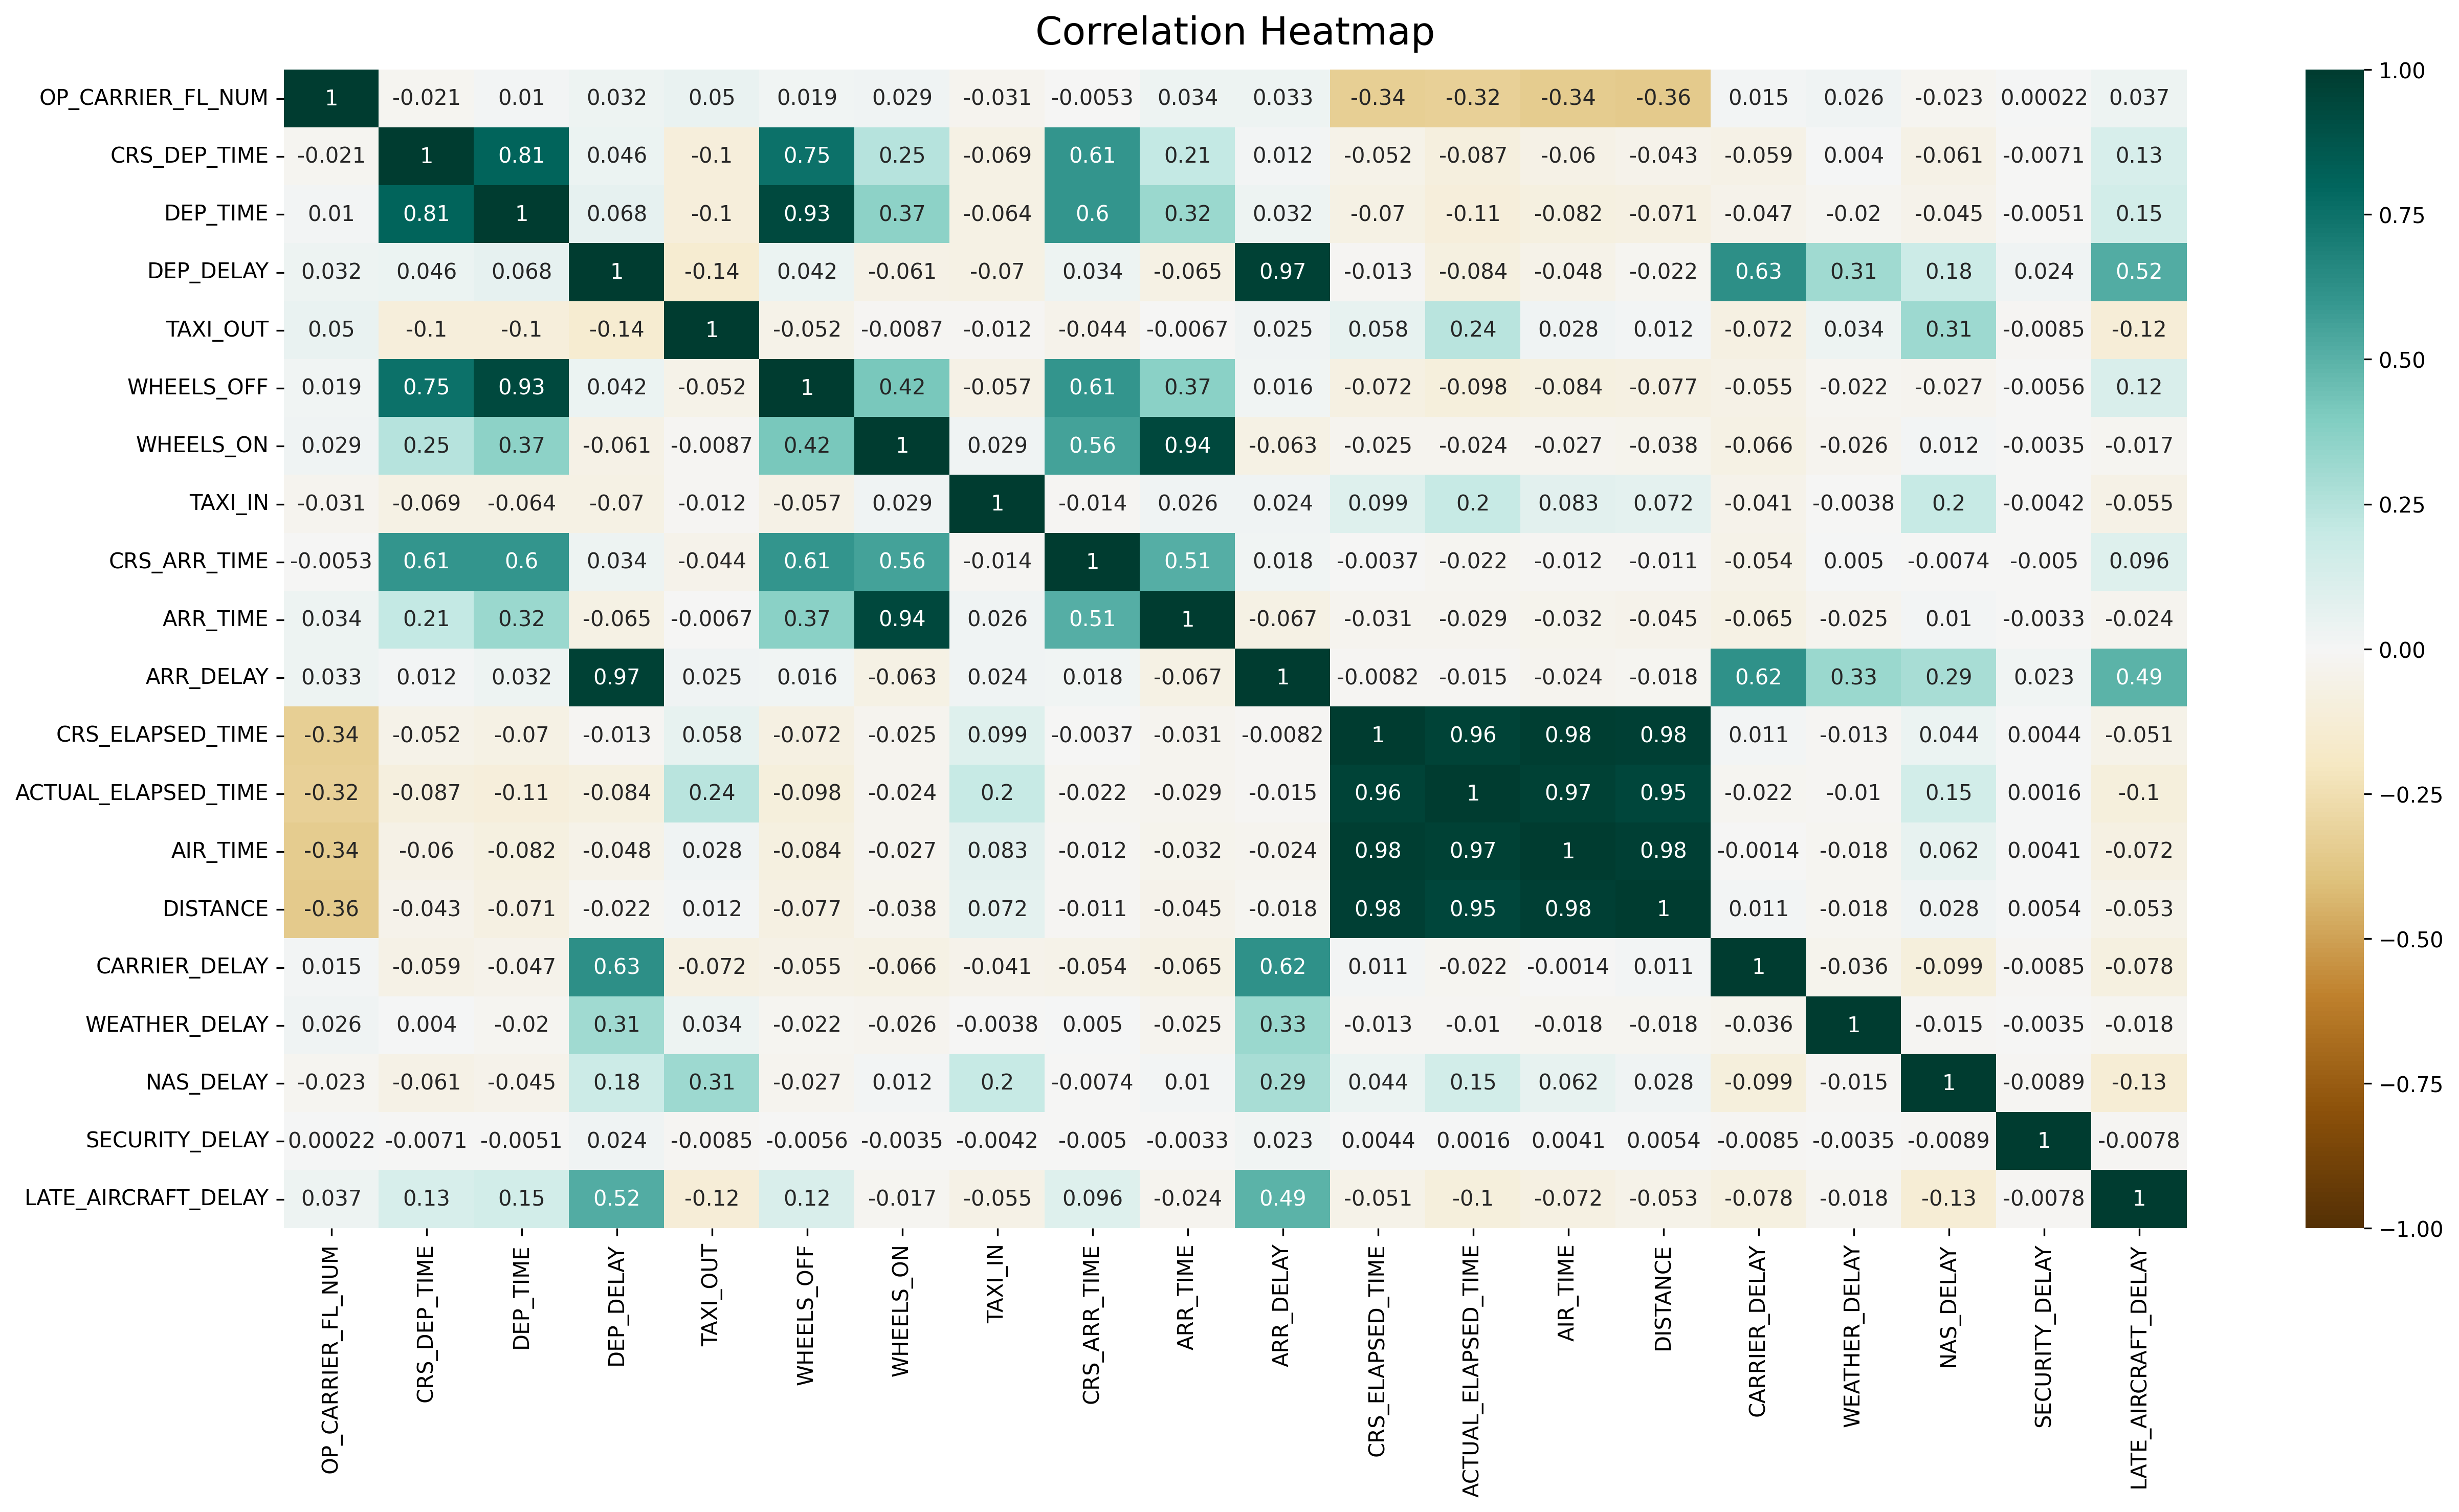 Correlation Heatmap
OP_CARRIER_FL_NUM 1 -0.021 0.01 0.032 0.05 0.019 0.029 -0.031 -0.0053 0.034 0.033 -0.34 -0.32 -0.34 -0.36 0.015 0.026 -0.023 0.00022 0.037
CRS_DEP_TIME -0.021 1 0.81 0.046 -0.1 0.75 0.25 -0.069 0.61 0.21 0.012 -0.052 -0.087 -0.06 -0.043 -0.059 0.004 -0.061 -0.0071 0.13
DEP_TIME 0.01 0.81 1 0.068 -0.1 0.93 0.37 -0.064 0.6 0.32 0.032 -0.07 -0.11 -0.082 -0.071 -0.047 -0.02 -0.045 -0.0051 0.15
DEP_DELAY 0.032 0.046 0.068 1 -0.14 0.042 -0.061 -0.07 0.034 -0.065 0.97 -0.013 -0.084 -0.048 -0.022 0.63 0.31 0.18 0.024 0.52
TAXI_OUT 0.05 -0.1 -0.1 -0.14 1 -0.052 -0.0087 -0.012 -0.044 -0.0067 0.025 0.058 0.24 0.028 0.012 -0.072 0.034 0.31 -0.0085 -0.12
WHEELS_OFF 0.019 0.75 0.93 0.042 -0.052 1 0.42 -0.057 0.61 0.37 0.016 -0.072 -0.098 -0.084 -0.077 -0.055 -0.022 -0.027 -0.0056 0.12
WHEELS_ON 0.029 0.25 0.37 -0.061 -0.0087 0.42 1 0.029 0.56 0.94 -0.063 -0.025 -0.024 -0.027 -0.038 -0.066 -0.026 0.012 -0.0035 -0.017
TAXI_IN -0.031 -0.069 -0.064 -0.07 -0.012 -0.057 0.029 1 -0.014 0.026 0.024 0.099 0.2 0.083 0.072 -0.041 -0.0038 0.2 -0.0042 -0.055
CRS_ARR_TIME -0.0053 0.61 0.6 0.034 -0.044 0.61 0.56 -0.014 1 0.51 0.018 -0.0037 -0.022 -0.012 -0.011 -0.054 0.005 -0.0074 -0.005 0.096
ARR_TIME 0.034 0.21 0.32 -0.065 -0.0067 0.37 0.94 0.026 0.51 1 -0.067 -0.031 -0.029 -0.032 -0.045 -0.065 -0.025 0.01 -0.0033 -0.024
ARR_DELAY 0.033 0.012 0.032 0.97 0.025 0.016 -0.063 0.024 0.018 -0.067 1 -0.0082 -0.015 -0.024 -0.018 0.62 0.33 0.29 0.023 0.49
CRS_ELAPSED_TIME -0.34 -0.052 -0.07 -0.013 0.058 -0.072 -0.025 0.099 -0.0037 -0.031 -0.0082 1 0.96 0.98 0.98 0.011 -0.013 0.044 0.0044 -0.051
ACTUAL_ELAPSED_TIME -0.32 -0.087 -0.11 -0.084 0.24 -0.098 -0.024 0.2 -0.022 -0.029 -0.015 0.96 1 0.97 0.95 -0.022 -0.01 0.15 0.0016 -0.1
AIR_TIME -0.34 -0.06 -0.082 -0.048 0.028 -0.084 -0.027 0.083 -0.012 -0.032 -0.024 0.98 0.97 1 0.98 -0.0014 -0.018 0.062 0.0041 -0.072
DISTANCE -0.36 -0.043 -0.071 -0.022 0.012 -0.077 -0.038 0.072 -0.011 -0.045 -0.018 0.98 0.95 0.98 1 0.011 -0.018 0.028 0.0054 -0.053
CARRIER_DELAY 0.015 -0.059 -0.047 0.63 -0.072 -0.055 -0.066 -0.041 -0.054 -0.065 0.62 0.011 -0.022 -0.0014 0.011 1 -0.036 -0.099 -0.0085 -0.078
WEATHER_DELAY 0.026 0.004 -0.02 0.31 0.034 -0.022 -0.026 -0.0038 0.005 -0.025 0.33 -0.013 -0.01 -0.018 -0.018 -0.036 1 -0.015 -0.0035 -0.018
NAS_DELAY -0.023 -0.061 -0.045 0.18 0.31 -0.027 0.012 0.2 -0.0074 0.01 0.29 0.044 0.15 0.062 0.028 -0.099 -0.015 1 -0.0089 -0.13
SECURITY_DELAY 0.00022 -0.0071 -0.0051 0.024 -0.0085 -0.0056 -0.0035 -0.0042 -0.005 -0.0033 0.023 0.0044 0.0016 0.0041 0.0054 -0.0085 -0.0035 -0.0089 1 -0.0078
LATE_AIRCRAFT_DELAY 0.037 0.13 0.15 0.52 -0.12 0.12 -0.017 -0.055 0.096 -0.024 0.49 -0.051 -0.1 -0.072 -0.053 -0.078 -0.018 -0.13 -0.0078 1
OP_CARRIER_FL_NUM
CRS_DEP_TIME
DEP_TIME
DEP_DELAY
TAXI_OUT
WHEELS_OFF
WHEELS_ON
TAXI_IN
CRS_ARR_TIME
ARR_TIME
ARR_DELAY
CRS_ELAPSED_TIME
ACTUAL_ELAPSED_TIME
AIR_TIME
DISTANCE
CARRIER_DELAY
WEATHER_DELAY
NAS_DELAY
SECURITY_DELAY
LATE_AIRCRAFT_DELAY
1.00
0.75
0.50
0.25
0.00
−0.25
−0.50
−0.75
−1.00